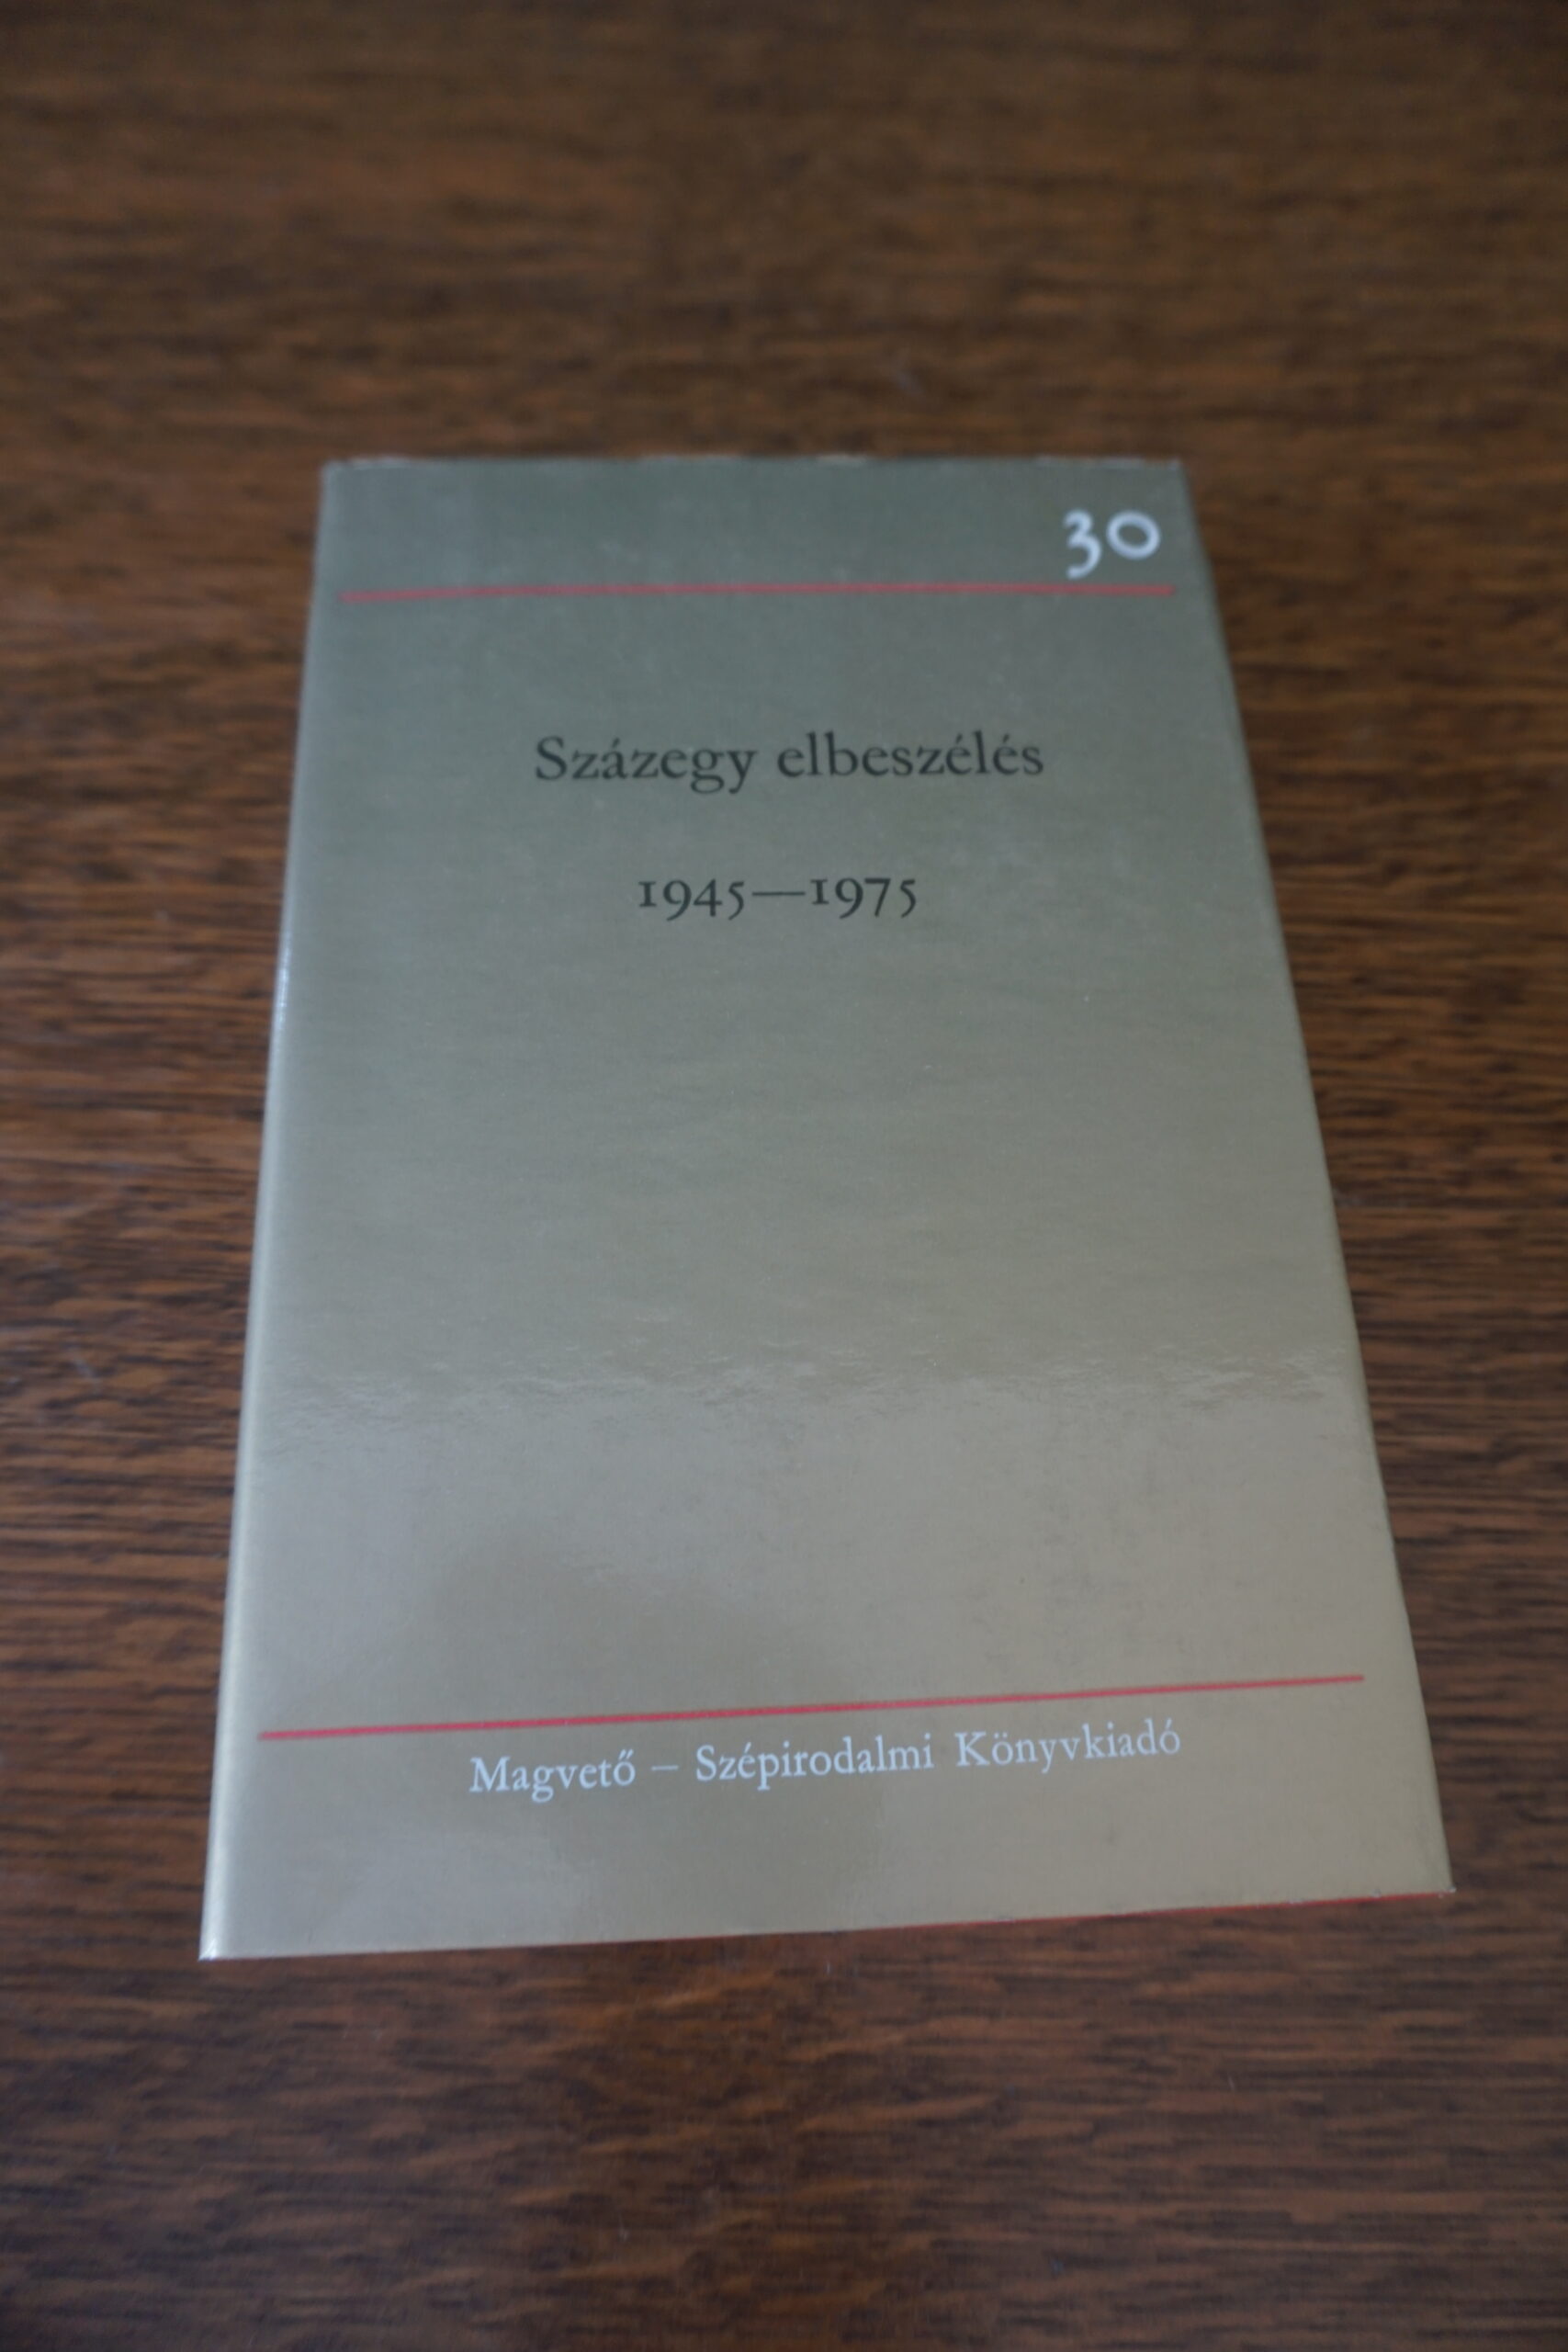 30
Százegy elbeszélés
1945—1975
Magvető – Szépirodalmi Könyvkiadó